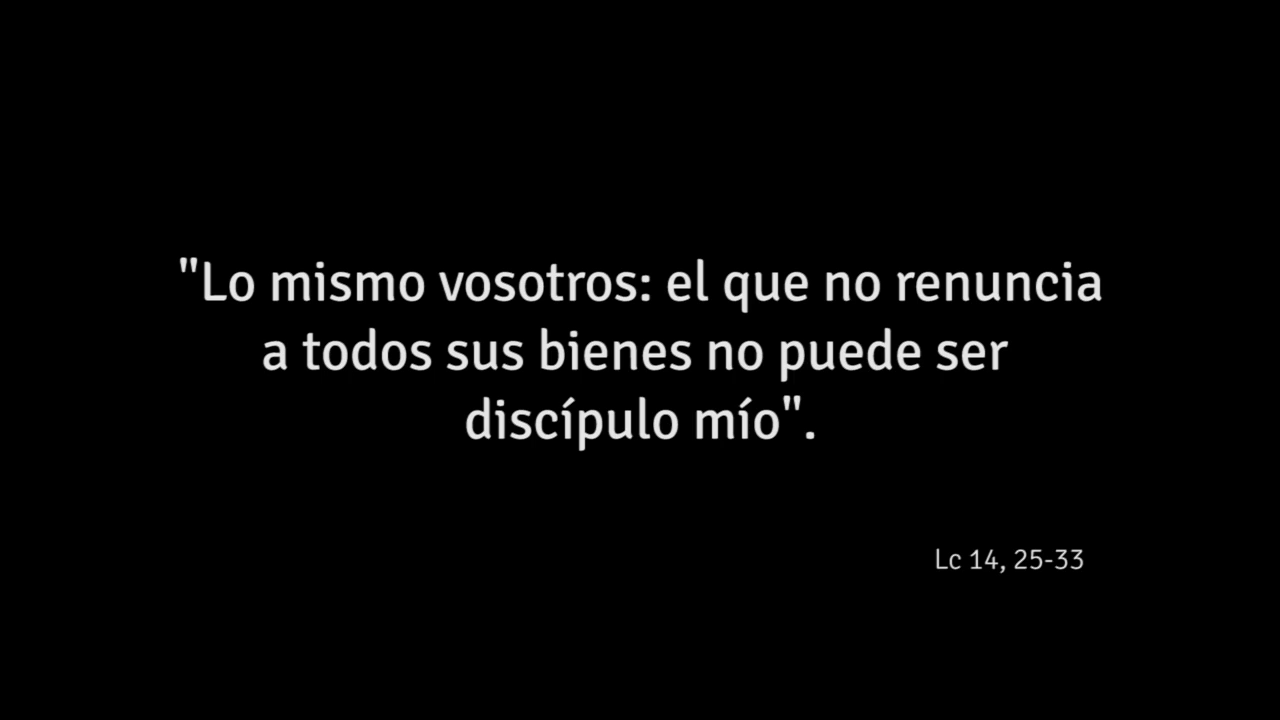 "Lo mismo vosotros: el que no renuncia
a todos sus bienes no puede ser
discípulo mío".
Lc 14, 25-33